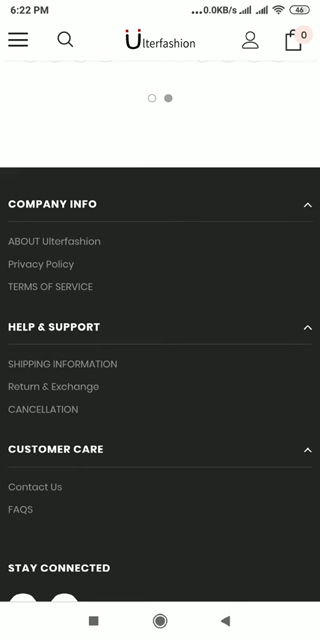 6:22 PM
...0.0KB/s
46
Ulterfashion
0
COMPANY INFO
ABOUT Ulterfashion
Privacy Policy
TERMS OF SERVICE
HELP & SUPPORT
SHIPPING INFORMATION
Return & Exchange
CANCELLATION
CUSTOMER CARE
Contact Us
FAQS
STAY CONNECTED